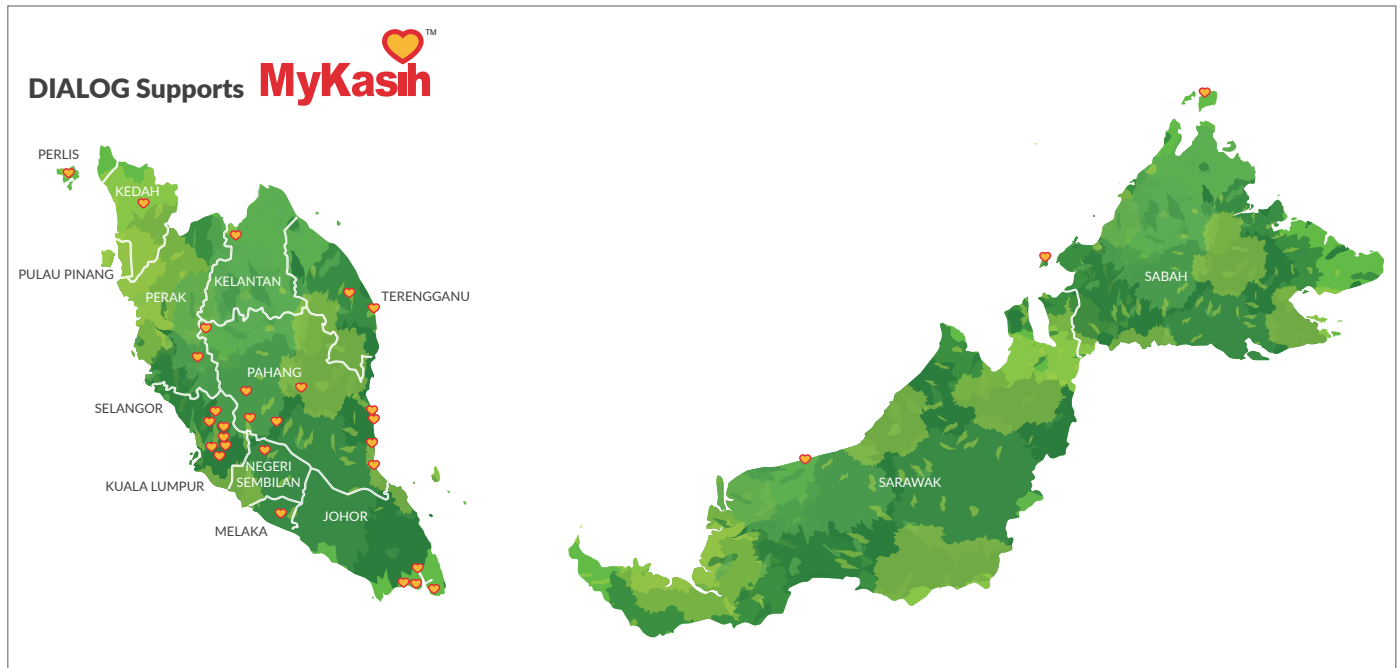 DIALOG Supports MyKasih™
PERLIS
KEDAH
PULAU PINANG
PERAK
KELANTAN
TERENGGANU
PAHANG
SELANGOR
KUALA LUMPUR
NEGERI
SEMBILAN
MELAKA
JOHOR
SABAH
SARAWAK